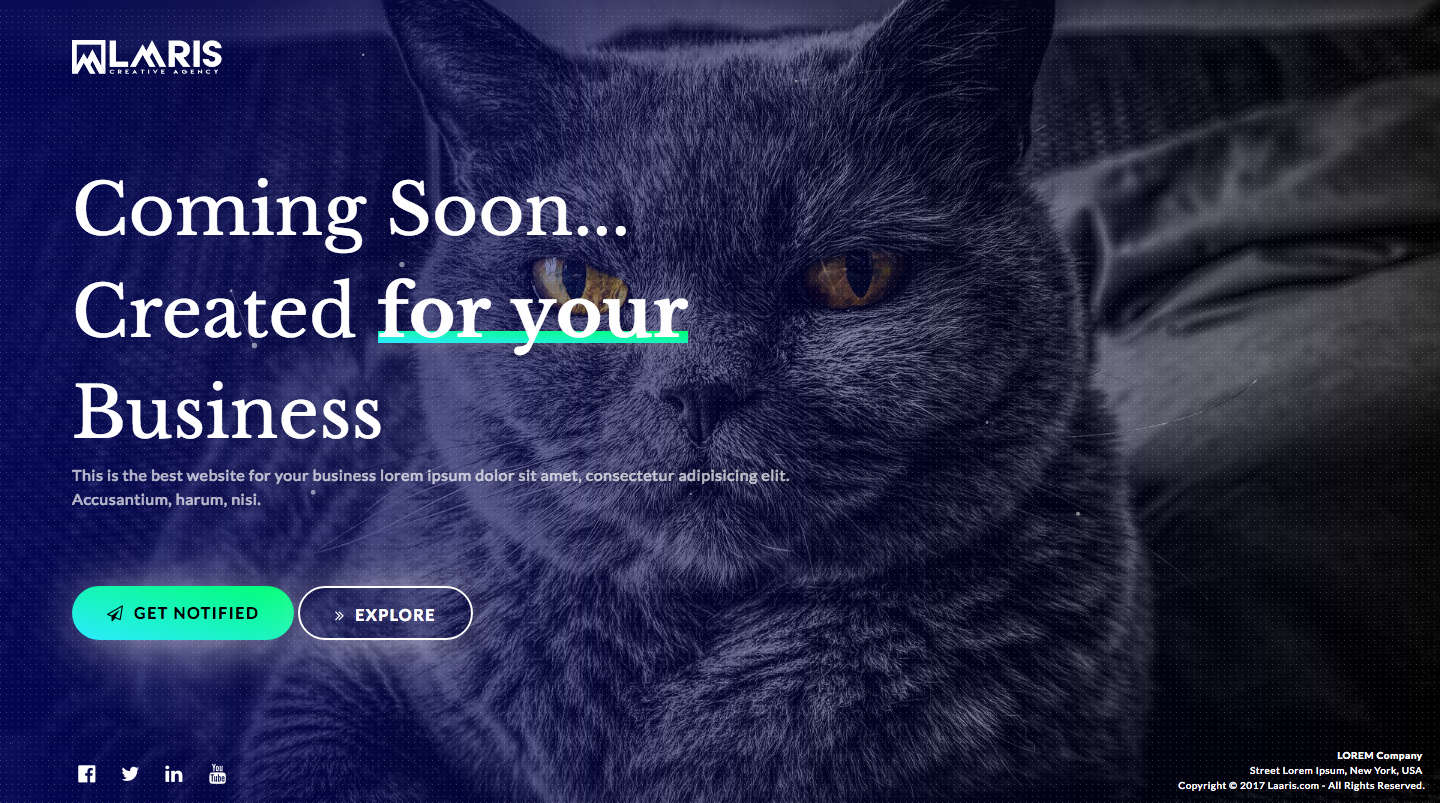 LAARIS
CREATIVE AGENCY
Coming Soon...
Created for your
Business
This is the best website for your business lorem ipsum dolor sit amet, consectetur adipisicing elit.
Accusantium, harum, nisi.
GET NOTIFIED
EXPLORE
You
Tube
LOREM Company
Street Lorem Ipsum, New York, USA
Copyright © 2017 Laaris.com - All Rights Reserved.